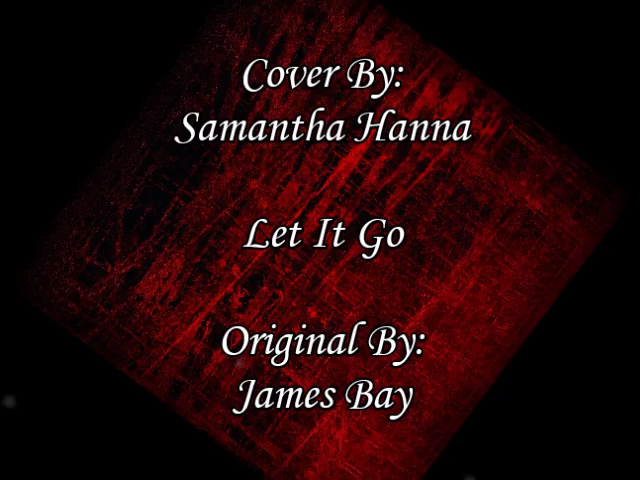 Cover By:
Samantha Hanna
Let It Go
Original By:
James Bay